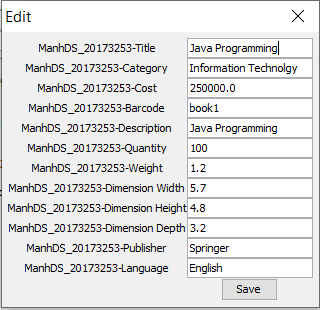 Edit
ManhDS_20173253-Title Java Programming
ManhDS_20173253-Category Information Technolgy
ManhDS_20173253-Cost 250000.0
ManhDS_20173253-Barcode book1
ManhDS_20173253-Description Java Programming
ManhDS_20173253-Quantity 100
ManhDS_20173253-Weight 1.2
ManhDS_20173253-Dimension Width 5.7
ManhDS_20173253-Dimension Height 4.8
ManhDS_20173253-Dimension Depth 3.2
ManhDS_20173253-Publisher Springer
ManhDS_20173253-Language English
Save